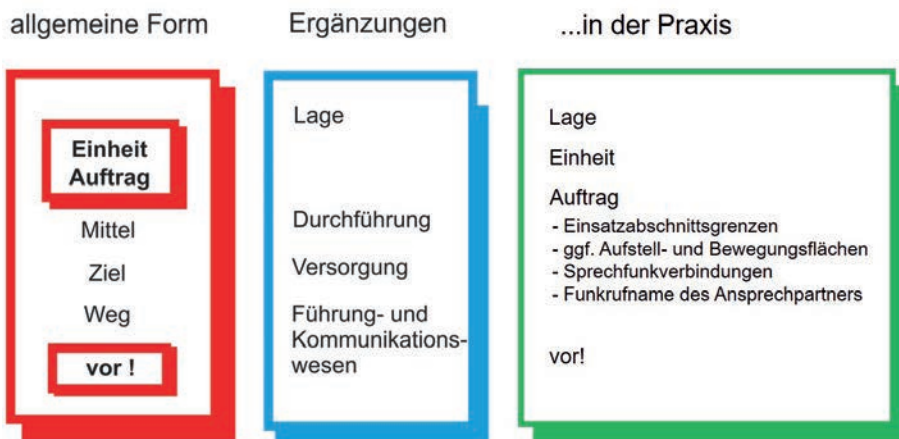 allgemeine Form
Ergänzungen
...in der Praxis
Einheit
Auftrag
Mittel
Ziel
Weg
vor !
Lage
Durchführung
Versorgung
Führung- und
Kommunikations-
wesen
Lage
Einheit
Auftrag
- Einsatzabschnittsgrenzen
- ggf. Aufstell- und Bewegungsflächen
- Sprechfunkverbindungen
- Funkrufname des Ansprechpartners
vor!